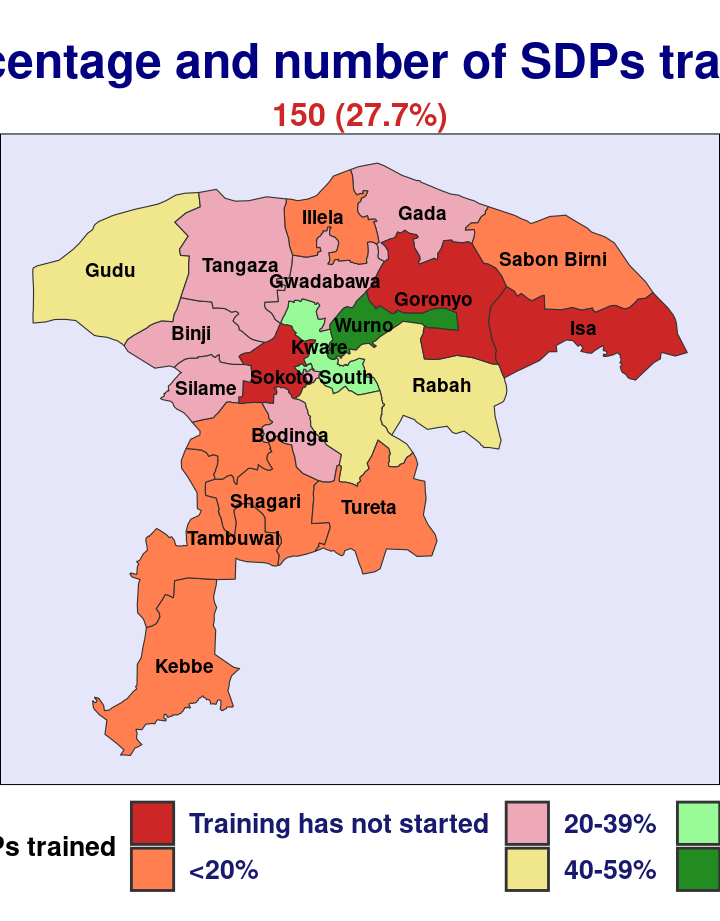 centage and number of SDPs tra
150 (27.7%)
Illela
Gada
Gudu
Tangaza
Sabon Birni
Gwadabawa
Goronyo
Binji
Wurno
Isa
Kware
Silame
Sokoto South
Rabah
Bodinga
Shagari
Tureta
Tambuwal
Kebbe
Training has not started
20-39%
Ps trained
<20%
40-59%